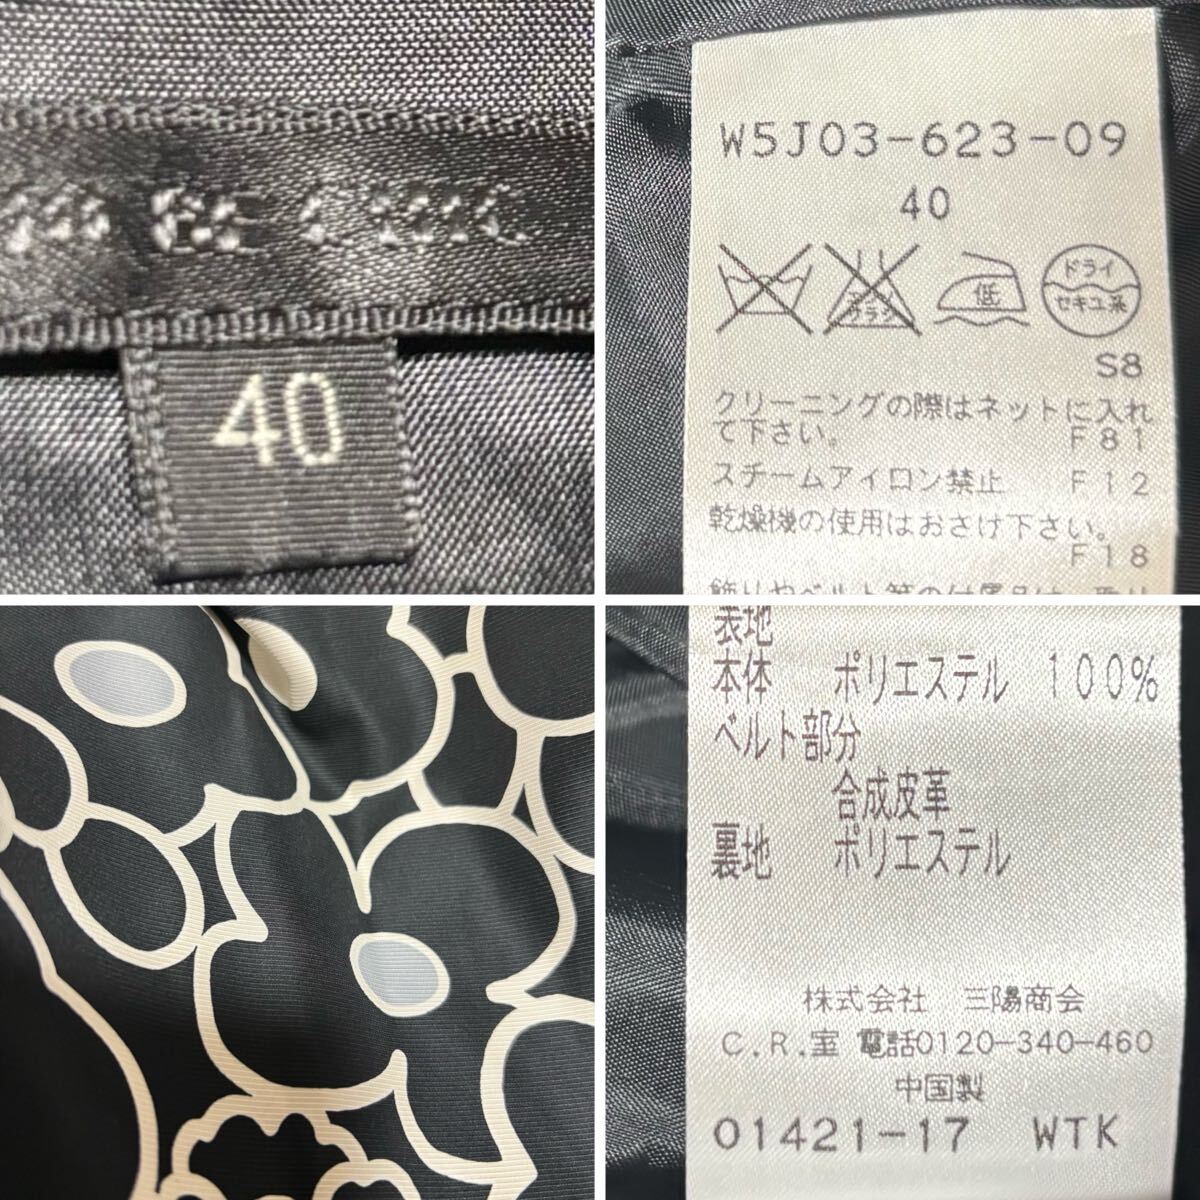 40
W5J03-623-09
40
ブラシ
低
ドライ
セキユ系
S8
クリーニングの際はネットに入れ
て下さい。 F81
スチームアイロン禁止 F12
乾燥機の使用はおさけ下さい。
F18
表地
本体 ポリエステル 100%
ベルト部分
合成皮革
裏地 ポリエステル
株式会社 三陽商会
C.R.室 電話0120-340-460
中国製
01421-17 WTK